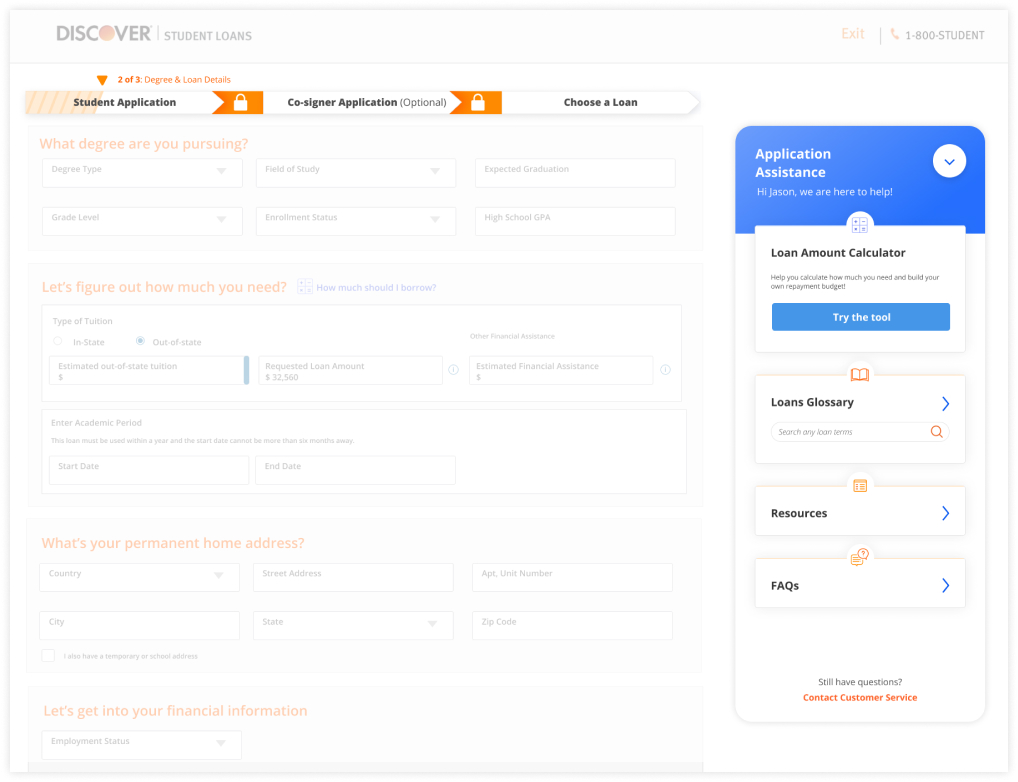 DISCOVER | STUDENT LOANS
Exit
1-800-STUDENT
2 of 3: Degree & Loan Details
Student Application
Co-signer Application (Optional)
Choose a Loan
What degree are you pursuing?
Degree Type
Field of Study
Expected Graduation
Grade Level
Enrollment Status
High School GPA
Let's figure out how much you need?
How much should I borrow?
Type of Tuition
In-State
Out-of-state
Other Financial Assistance
Estimated out-of-state tuition
$
Requested Loan Amount
$ 32,560
Estimated Financial Assistance
$
Enter Academic Period
This loan must be used within a year and the start date cannot be more than six months away.
Start Date
End Date
What's your permanent home address?
Country
Street Address
Apt, Unit Number
City
State
Zip Code
I also have a temporary or school address
Let's get into your financial information
Employment Status
Application
Assistance
Hi Jason, we are here to help!
Loan Amount Calculator
Help you calculate how much you need and build your
own repayment budget!
Try the tool
Loans Glossary
Search any loan terms
Resources
FAQs
Still have questions?
Contact Customer Service